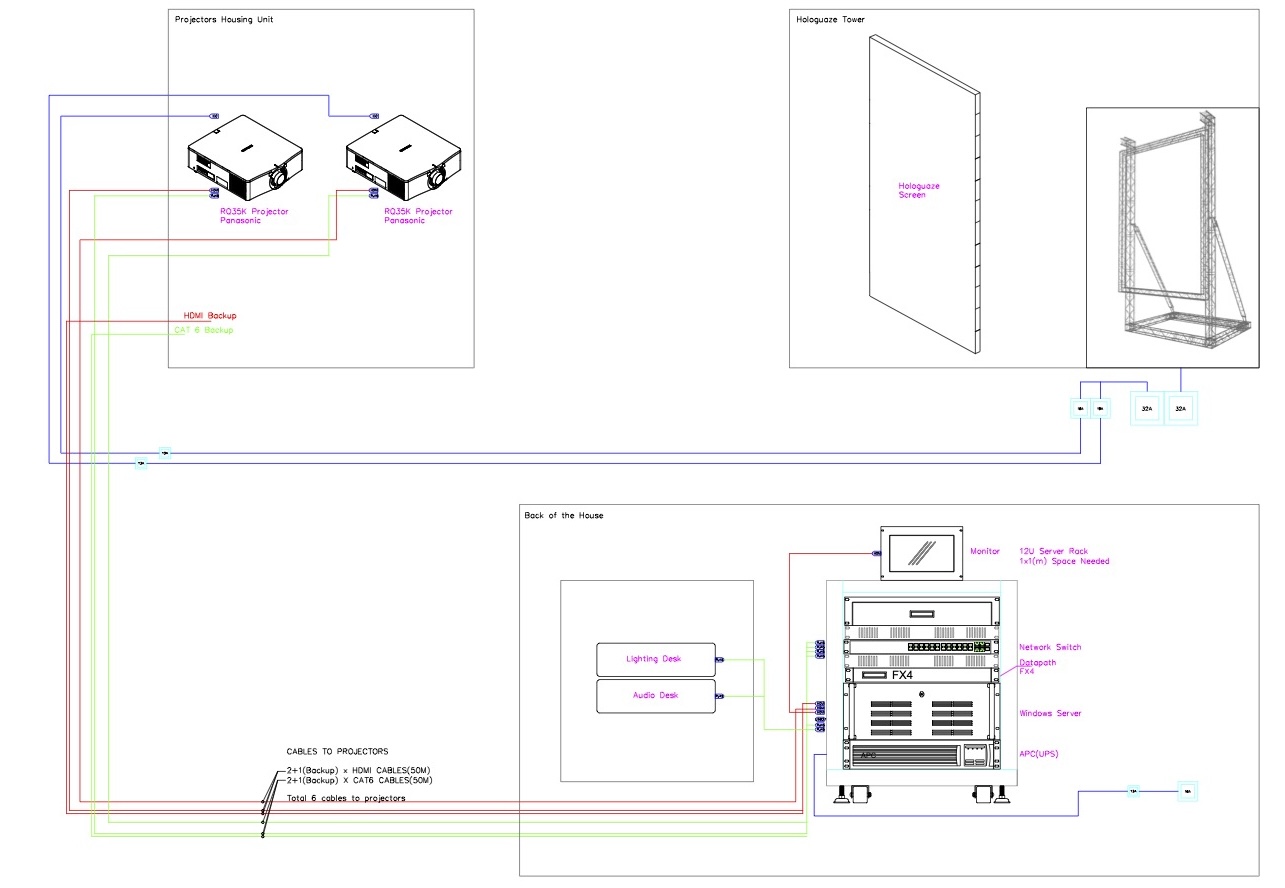 Projectors Housing Unit
Hologuaze Tower
Hologuaze
Screen
RQ35K Projector
Panasonic
RQ35K Projector
Panasonic
HDMI Backup
CAT 6 Backup
32A
32A
Back of the House
Monitor
12U Server Rack
1x1(m) Space Needed
Lighting Desk
Audio Desk
Network Switch
Datapath
FX4
FX4
Windows Server
APC
APC(UPS)
CABLES TO PROJECTORS
2+1(Backup) x HDMI CABLES(50M)
2+1(Backup) X CAT6 CABLES(50M)
Total 6 cables to projectors